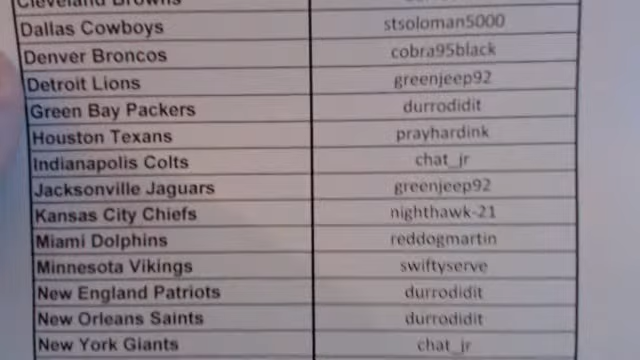 Cleveland Browns
Dallas Cowboys stsoloman5000
Denver Broncos cobra95black
Detroit Lions greenjeep92
Green Bay Packers durrodidit
Houston Texans prayhardink
Indianapolis Colts chat_jr
Jacksonville Jaguars greenjeep92
Kansas City Chiefs nighthawk-21
Miami Dolphins reddogmartin
Minnesota Vikings swiftyserve
New England Patriots durrodidit
New Orleans Saints durrodidit
New York Giants chat_jr